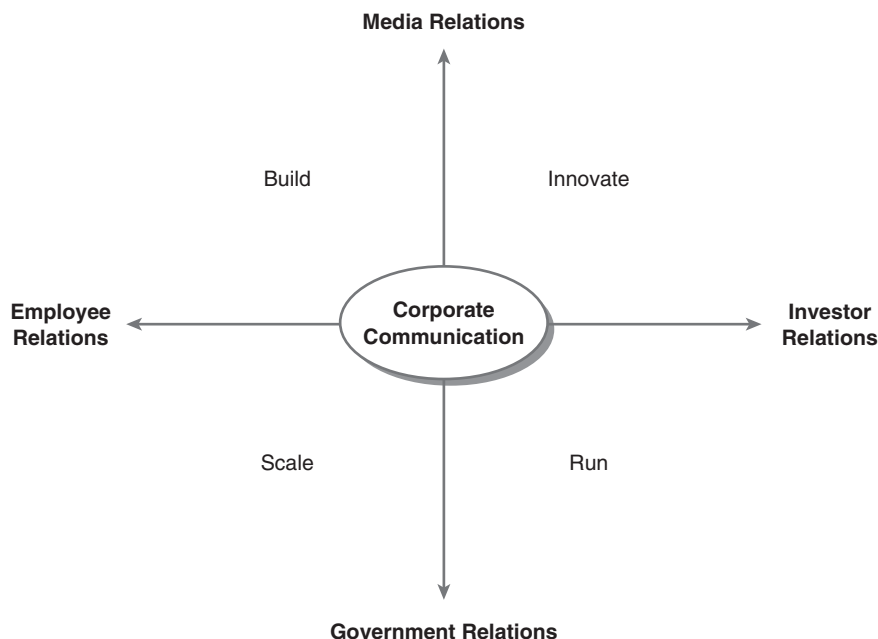 Media Relations
Build
Innovate
Employee
Relations
Corporate
Communication
Investor
Relations
Scale
Run
Government Relations